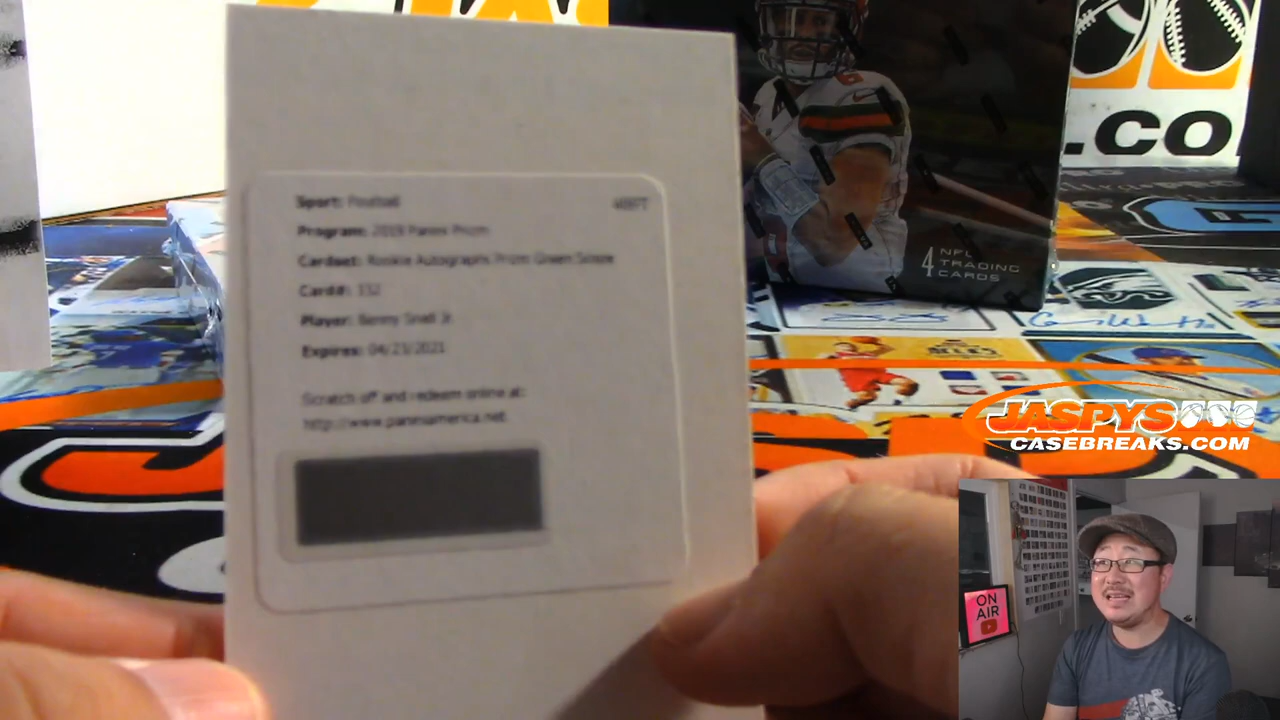 Sport: Football
Program: 2019 Panini Prizm
Cardset: Rookie Autographs Prizm Green Scope
Card#: 332
Player: Benny Snell Jr
Expires: 04/23/2021
Scratch off and redeem online at:
http://www.paniniamerica.net
4 NFL
TRADING
CARDS
.CO
JASPYS
CASEBREAKS.COM
ON
AIR